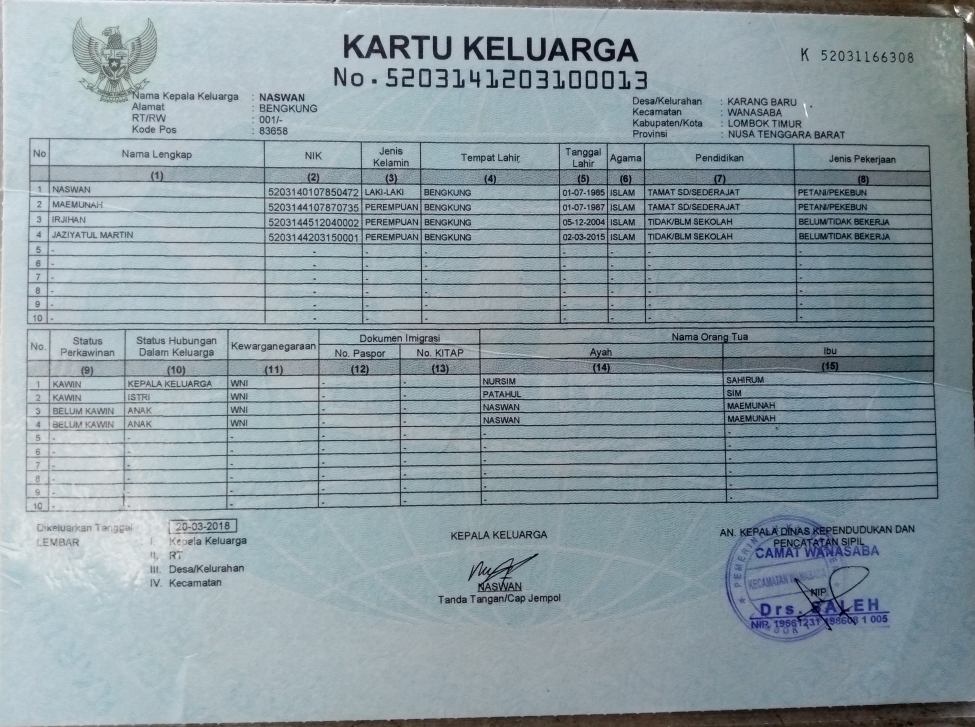 KARTU KELUARGA
No. 5203141203100013
K 52031166308
Nama Kepala Keluarga : NASWAN
Alamat : BENGKUNG
RT/RW : 001/-
Kode Pos : 83658
Desa/Kelurahan : KARANG BARU
Kecamatan : WANASABA
Kabupaten/Kota : LOMBOK TIMUR
Provinsi : NUSA TENGGARA BARAT
No Nama Lengkap NIK Jenis Kelamin Tempat Lahir Tanggal Lahir Agama Pendidikan Jenis Pekerjaan
(1) (2) (3) (4) (5) (6) (7) (8)
1 NASWAN 5203140107850472 LAKI-LAKI BENGKUNG 01-07-1985 ISLAM TAMAT SD/SEDERAJAT PETANI/PEKEBUN
2 MAEMUNAH 5203144107870735 PEREMPUAN BENGKUNG 01-07-1987 ISLAM TAMAT SD/SEDERAJAT PETANI/PEKEBUN
3 IRJIHAN 5203144512040002 PEREMPUAN BENGKUNG 05-12-2004 ISLAM TIDAK/BLM SEKOLAH BELUM/TIDAK BEKERJA
4 JAZIYATUL MARTIN 5203144203150001 PEREMPUAN BENGKUNG 02-03-2015 ISLAM TIDAK/BLM SEKOLAH BELUM/TIDAK BEKERJA
5 - - - - - - - -
6 - - - - - - - -
7 - - - - - - - -
8 - - - - - - - -
9 - - - - - - - -
10 - - - - - - - -
No. Status Perkawinan Status Hubungan Dalam Keluarga Kewarganegaraan Dokumen Imigrasi Nama Orang Tua
No. Paspor No. KITAP Ayah Ibu
(9) (10) (11) (12) (13) (14) (15)
1 KAWIN KEPALA KELUARGA WNI - - NURSIM SAHIRUM
2 KAWIN ISTRI WNI - - PATAHUL SIM
3 BELUM KAWIN ANAK WNI - - NASWAN MAEMUNAH
4 BELUM KAWIN ANAK WNI - - NASWAN MAEMUNAH
5 - - - - - - -
6 - - - - - - -
7 - - - - - - -
8 - - - - - - -
9 - - - - - - -
10 - - - - - - -
Dikeluarkan Tanggal 20-03-2018
LEMBAR I. Kepala Keluarga
II. RT
III. Desa/Kelurahan
IV. Kecamatan
KEPALA KELUARGA
NASWAN
Tanda Tangan/Cap Jempol
AN. KEPALA DINAS KEPENDUDUKAN DAN
PENCATATAN SIPIL
CAMAT WANASABA
NIP
Drs. SALEH
NIP. 19661231 198608 1 005